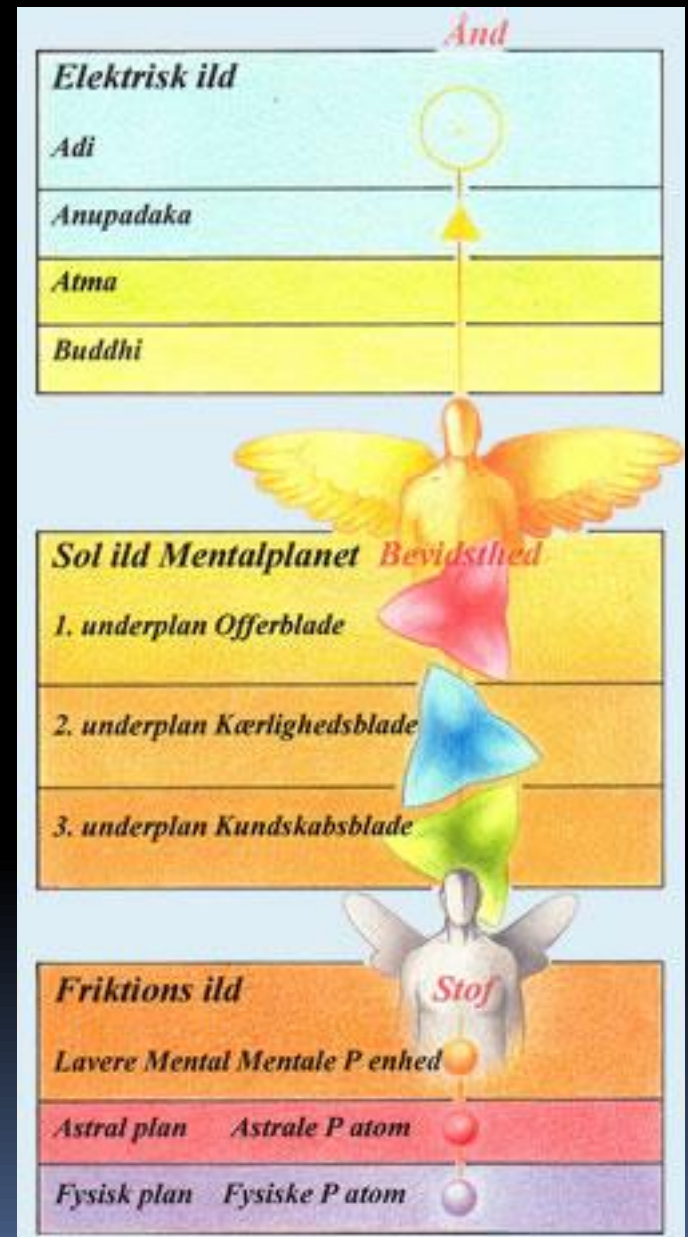 Ånd
Elektrisk ild
Adi
Anupadaka
Atma
Buddhi
Sol ild Mentalplanet Bevidsthed
1. underplan Offerblade
2. underplan Kærlighedsblade
3. underplan Kundskabsblade
Friktions ild
Stof
Lavere Mental Mentale P enhed
Astral plan Astrale P atom
Fysisk plan Fysiske P atom